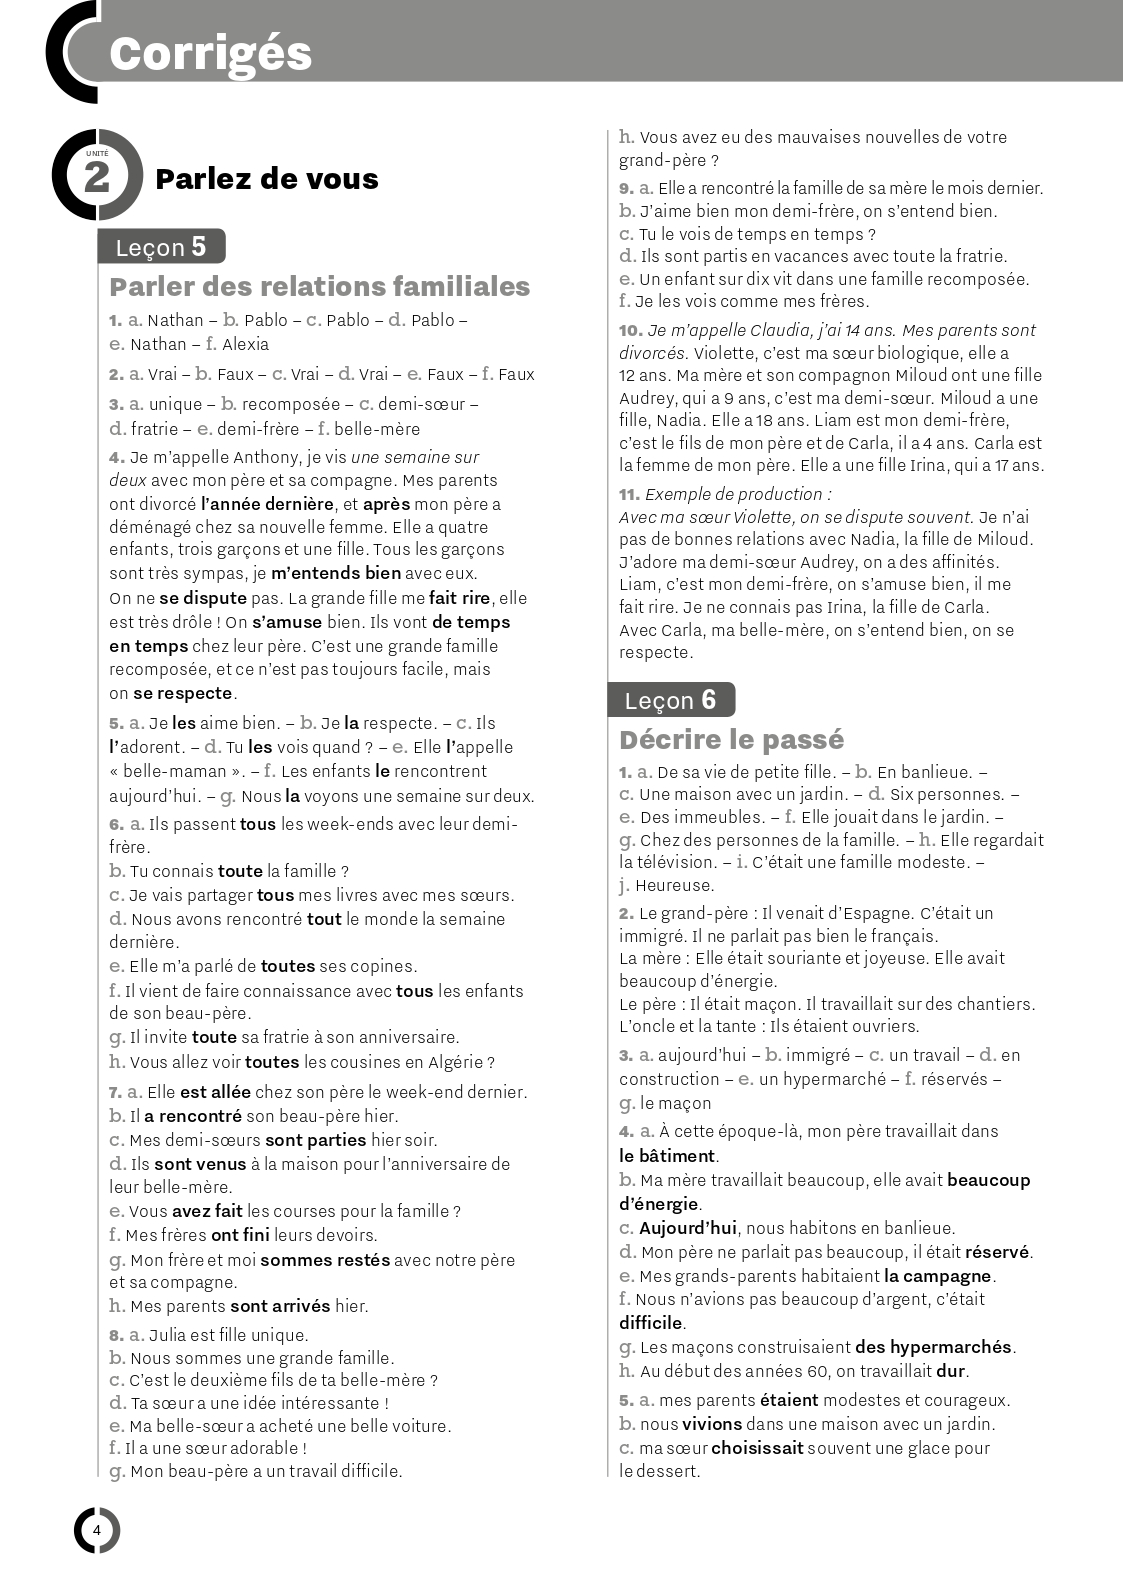 Corrigés
UNITÉ
2
Parlez de vous
Leçon 5
Parler des relations familiales
1. a. Nathan – b. Pablo – c. Pablo – d. Pablo –
e. Nathan – f. Alexia
2. a. Vrai – b. Faux – c. Vrai – d. Vrai – e. Faux – f. Faux
3. a. unique – b. recomposée – c. demi-sœur –
d. fratrie – e. demi-frère – f. belle-mère
4. Je m’appelle Anthony, je vis une semaine sur
deux avec mon père et sa compagne. Mes parents
ont divorcé l’année dernière, et après mon père a
déménagé chez sa nouvelle femme. Elle a quatre
enfants, trois garçons et une fille. Tous les garçons
sont très sympas, je m’entends bien avec eux.
On ne se dispute pas. La grande fille me fait rire, elle
est très drôle ! On s’amuse bien. Ils vont de temps
en temps chez leur père. C’est une grande famille
recomposée, et ce n’est pas toujours facile, mais
on se respecte.
5. a. Je les aime bien. – b. Je la respecte. – c. Ils
l’adorent. – d. Tu les vois quand ? – e. Elle l’appelle
« belle-maman ». – f. Les enfants le rencontrent
aujourd’hui. – g. Nous la voyons une semaine sur deux.
6. a. Ils passent tous les week-ends avec leur demi-
frère.
b. Tu connais toute la famille ?
c. Je vais partager tous mes livres avec mes sœurs.
d. Nous avons rencontré tout le monde la semaine
dernière.
e. Elle m’a parlé de toutes ses copines.
f. Il vient de faire connaissance avec tous les enfants
de son beau-père.
g. Il invite toute sa fratrie à son anniversaire.
h. Vous allez voir toutes les cousines en Algérie ?
7. a. Elle est allée chez son père le week-end dernier.
b. Il a rencontré son beau-père hier.
c. Mes demi-sœurs sont parties hier soir.
d. Ils sont venus à la maison pour l’anniversaire de
leur belle-mère.
e. Vous avez fait les courses pour la famille ?
f. Mes frères ont fini leurs devoirs.
g. Mon frère et moi sommes restés avec notre père
et sa compagne.
h. Mes parents sont arrivés hier.
8. a. Julia est fille unique.
b. Nous sommes une grande famille.
c. C’est le deuxième fils de ta belle-mère ?
d. Ta sœur a une idée intéressante !
e. Ma belle-sœur a acheté une belle voiture.
f. Il a une sœur adorable !
g. Mon beau-père a un travail difficile.
h. Vous avez eu des mauvaises nouvelles de votre
grand-père ?
9. a. Elle a rencontré la famille de sa mère le mois dernier.
b. J’aime bien mon demi-frère, on s’entend bien.
c. Tu le vois de temps en temps ?
d. Ils sont partis en vacances avec toute la fratrie.
e. Un enfant sur dix vit dans une famille recomposée.
f. Je les vois comme mes frères.
10. Je m’appelle Claudia, j’ai 14 ans. Mes parents sont
divorcés. Violette, c’est ma sœur biologique, elle a
12 ans. Ma mère et son compagnon Miloud ont une fille
Audrey, qui a 9 ans, c’est ma demi-sœur. Miloud a une
fille, Nadia. Elle a 18 ans. Liam est mon demi-frère,
c’est le fils de mon père et de Carla, il a 4 ans. Carla est
la femme de mon père. Elle a une fille Irina, qui a 17 ans.
11. Exemple de production :
Avec ma sœur Violette, on se dispute souvent. Je n’ai
pas de bonnes relations avec Nadia, la fille de Miloud.
J’adore ma demi-sœur Audrey, on a des affinités.
Liam, c’est mon demi-frère, on s’amuse bien, il me
fait rire. Je ne connais pas Irina, la fille de Carla.
Avec Carla, ma belle-mère, on s’entend bien, on se
respecte.
Leçon 6
Décrire le passé
1. a. De sa vie de petite fille. – b. En banlieue. –
c. Une maison avec un jardin. – d. Six personnes. –
e. Des immeubles. – f. Elle jouait dans le jardin. –
g. Chez des personnes de la famille. – h. Elle regardait
la télévision. – i. C’était une famille modeste. –
j. Heureuse.
2. Le grand-père : Il venait d’Espagne. C’était un
immigré. Il ne parlait pas bien le français.
La mère : Elle était souriante et joyeuse. Elle avait
beaucoup d’énergie.
Le père : Il était maçon. Il travaillait sur des chantiers.
L’oncle et la tante : Ils étaient ouvriers.
3. a. aujourd’hui – b. immigré – c. un travail – d. en
construction – e. un hypermarché – f. réservés –
g. le maçon
4. a. À cette époque-là, mon père travaillait dans
le bâtiment.
b. Ma mère travaillait beaucoup, elle avait beaucoup
d’énergie.
c. Aujourd’hui, nous habitons en banlieue.
d. Mon père ne parlait pas beaucoup, il était réservé.
e. Mes grands-parents habitaient la campagne.
f. Nous n’avions pas beaucoup d’argent, c’était
difficile.
g. Les maçons construisaient des hypermarchés.
h. Au début des années 60, on travaillait dur.
5. a. mes parents étaient modestes et courageux.
b. nous vivions dans une maison avec un jardin.
c. ma sœur choisissait souvent une glace pour
le dessert.
4